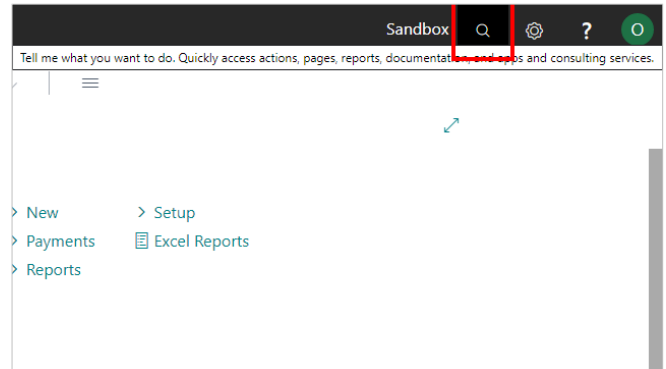 Sandbox ? O
Tell me what you want to do. Quickly access actions, pages, reports, documentation, and apps and consulting services.
> New > Setup
> Payments Excel Reports
> Reports